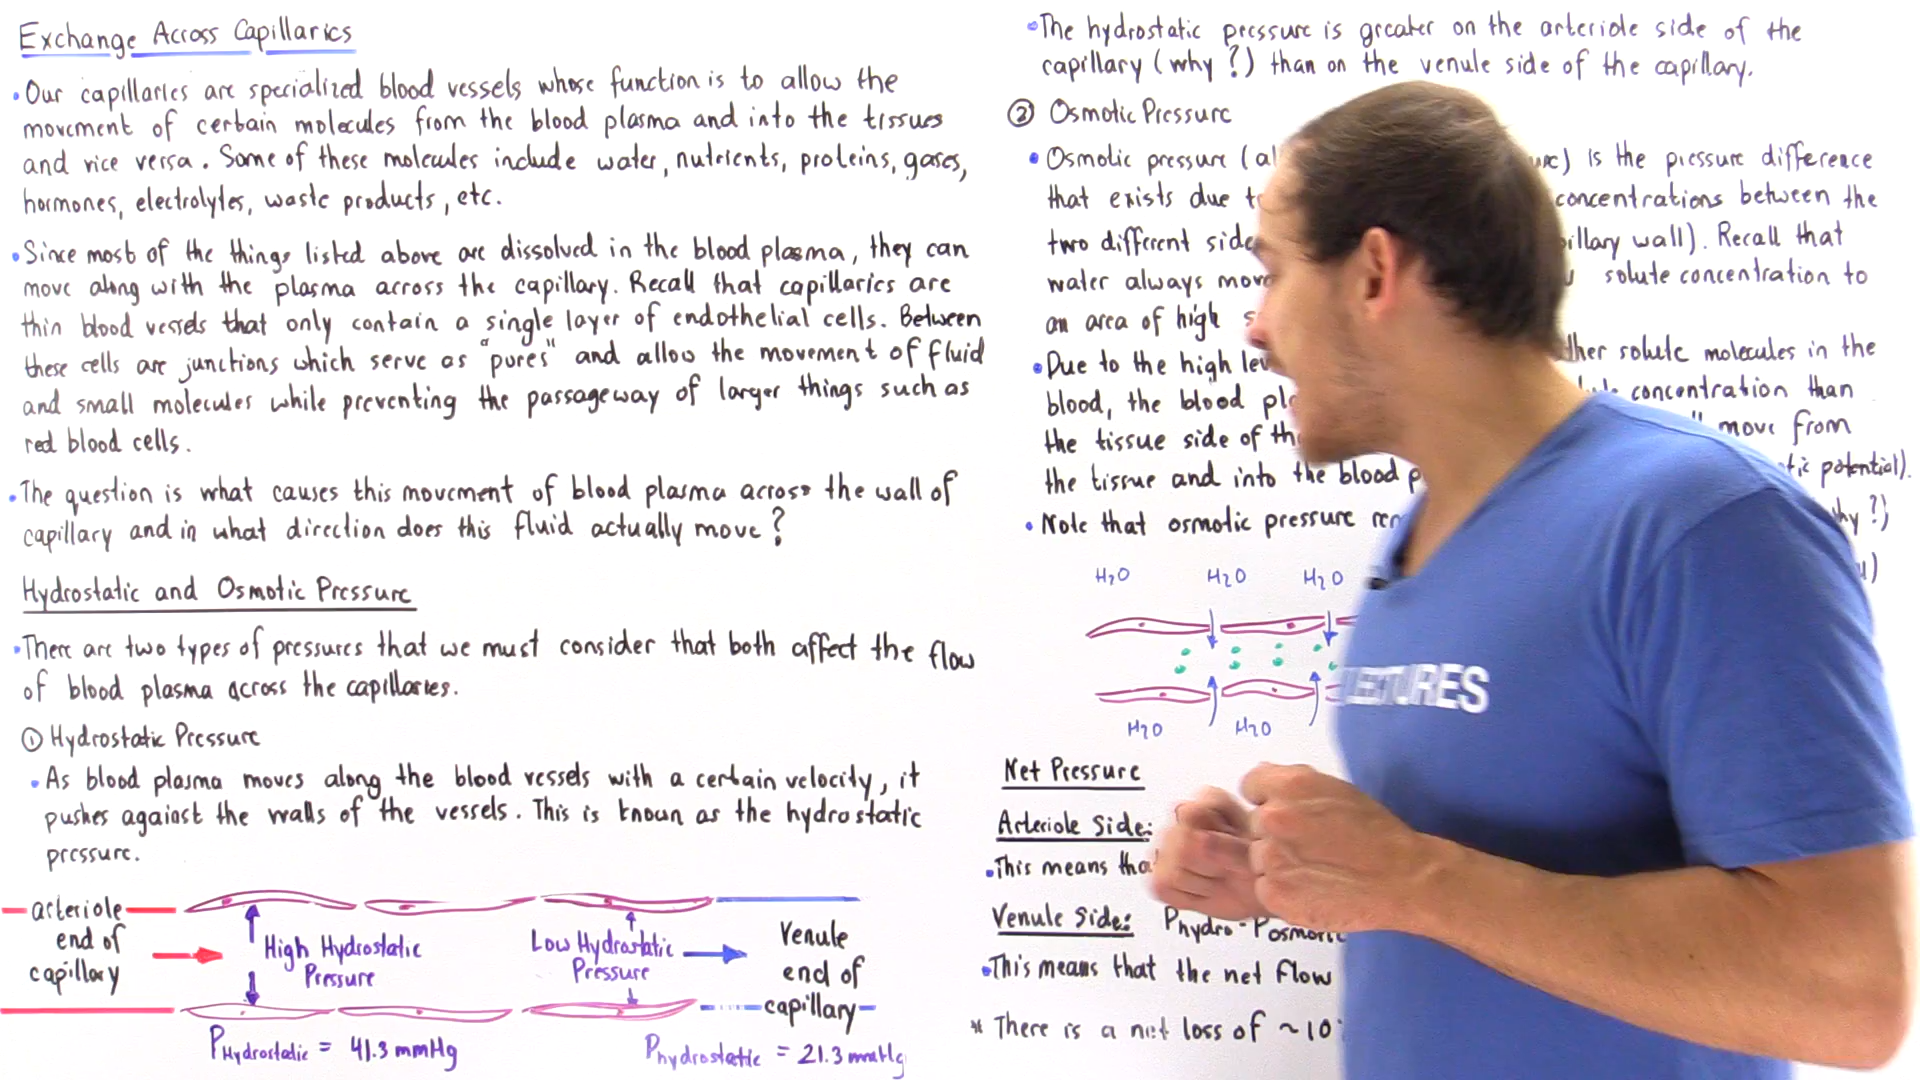 Exchange Across Capillaries
• Our capillaries are specialized blood vessels whose function is to allow the
movement of certain molecules from the blood plasma and into the tissues
and vice versa. Some of these molecules include water, nutrients, proteins, gases,
hormones, electrolytes, waste products, etc.
• Since most of the things listed above are dissolved in the blood plasma, they can
move along with the plasma across the capillary. Recall that capillaries are
thin blood vessels that only contain a single layer of endothelial cells. Between
these cells are junctions which serve as "pores" and allow the movement of fluid
and small molecules while preventing the passageway of larger things such as
red blood cells.
• The question is what causes this movement of blood plasma across the wall of
capillary and in what direction does this fluid actually move?
Hydrostatic and Osmotic Pressure
• There are two types of pressures that we must consider that both affect the flow
of blood plasma across the capillaries.
① Hydrostatic Pressure
• As blood plasma moves along the blood vessels with a certain velocity, it
pushes against the walls of the vessels. This is known as the hydrostatic
pressure.
arteriole
end of
capillary
High Hydrostatic
Pressure
Low Hydrostatic
Pressure
Venule
end of
capillary
PHydrostatic = 41.3 mmHg
Phydrostatic = 21.3 mmHg
• The hydrostatic pressure is greater on the arteriole side of the
capillary (why?) than on the venule side of the capillary.
② Osmotic Pressure
• Osmotic pressure ( is the pressure difference
that exists due concentrations between the
two different wall). Recall that
water always solute concentration to
an area of high
• Due to the high solute molecules in the
blood, the blood concentration than
the tissue side of move from
the tissue and into the blood potential).
• Note that osmotic pressure
H2O H2O H2O
H2O H2O
LECTURES
Net Pressure
Arteriole Side:
• This means
Venule Side: Phydro - Posmotic
• This means that the net flow
* There is a net loss of ~10